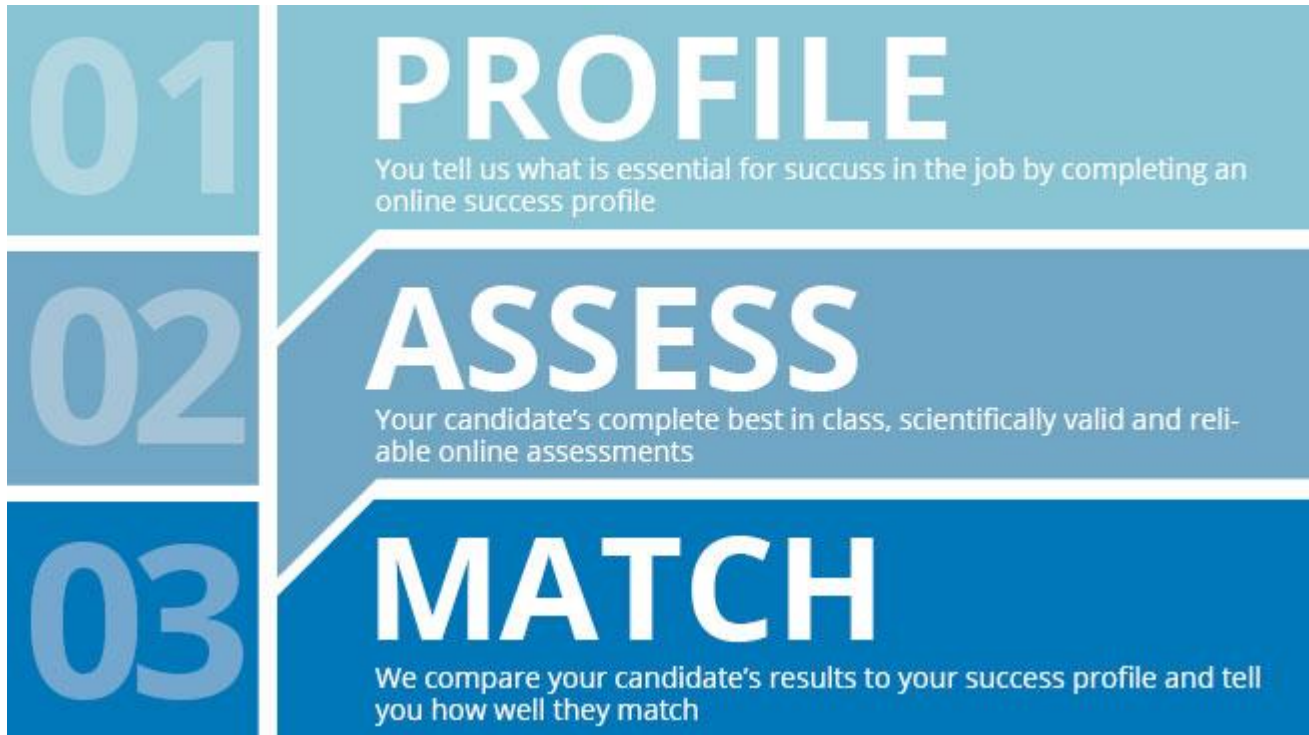 01
PROFILE
You tell us what is essential for succuss in the job by completing an
online success profile
02
ASSESS
Your candidate’s complete best in class, scientifically valid and reli-
able online assessments
03
MATCH
We compare your candidate’s results to your success profile and tell
you how well they match